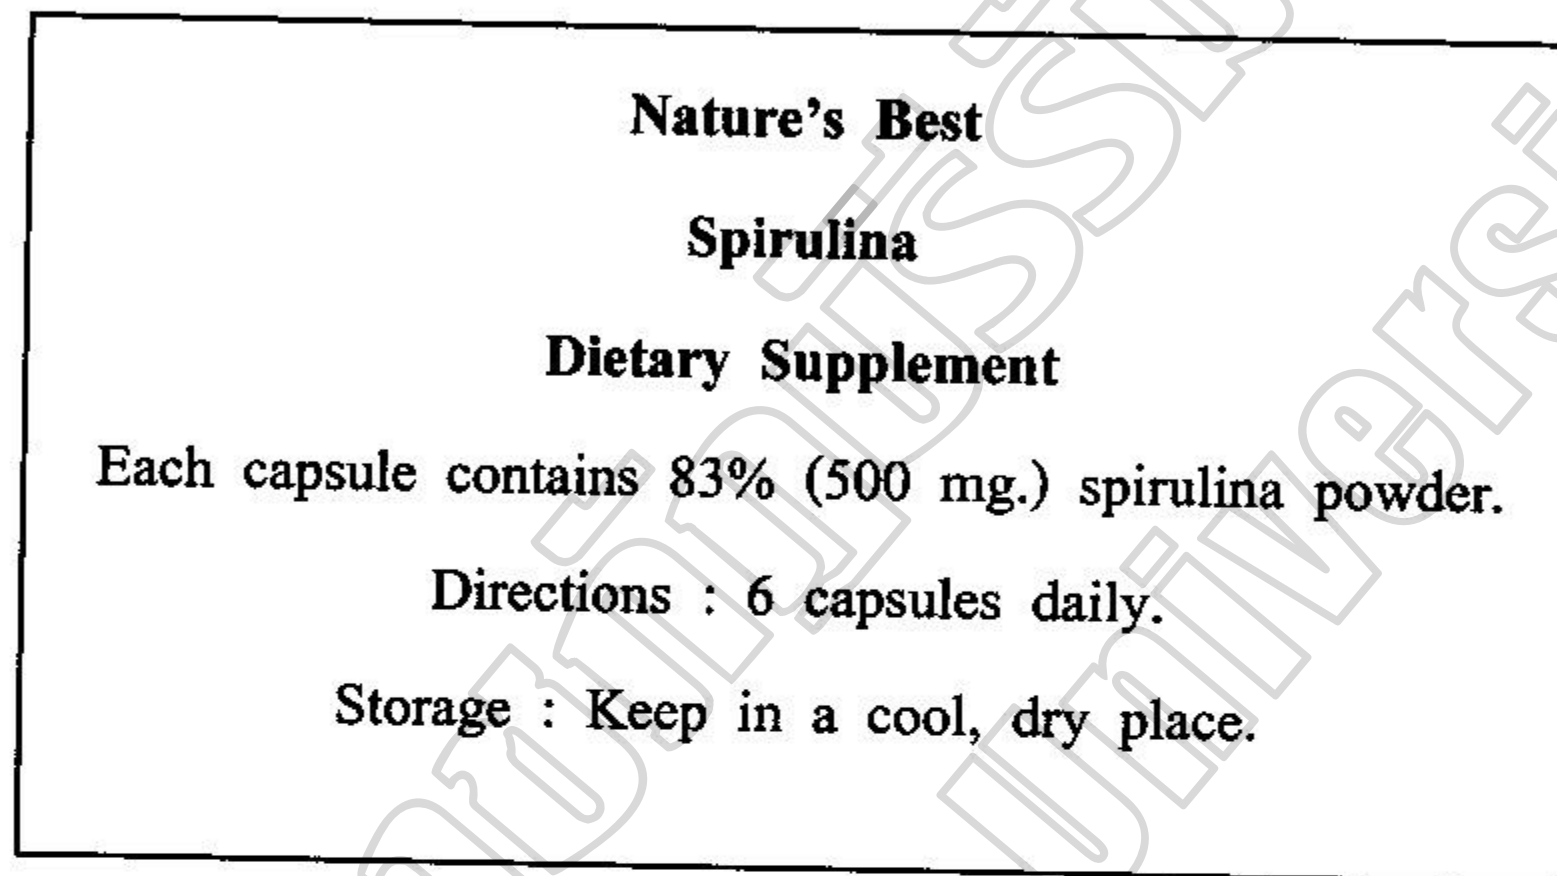 Nature's Best
Spirulina
Dietary Supplement
Each capsule contains 83% (500 mg.) spirulina powder.
Directions : 6 capsules daily.
Storage : Keep in a cool, dry place.